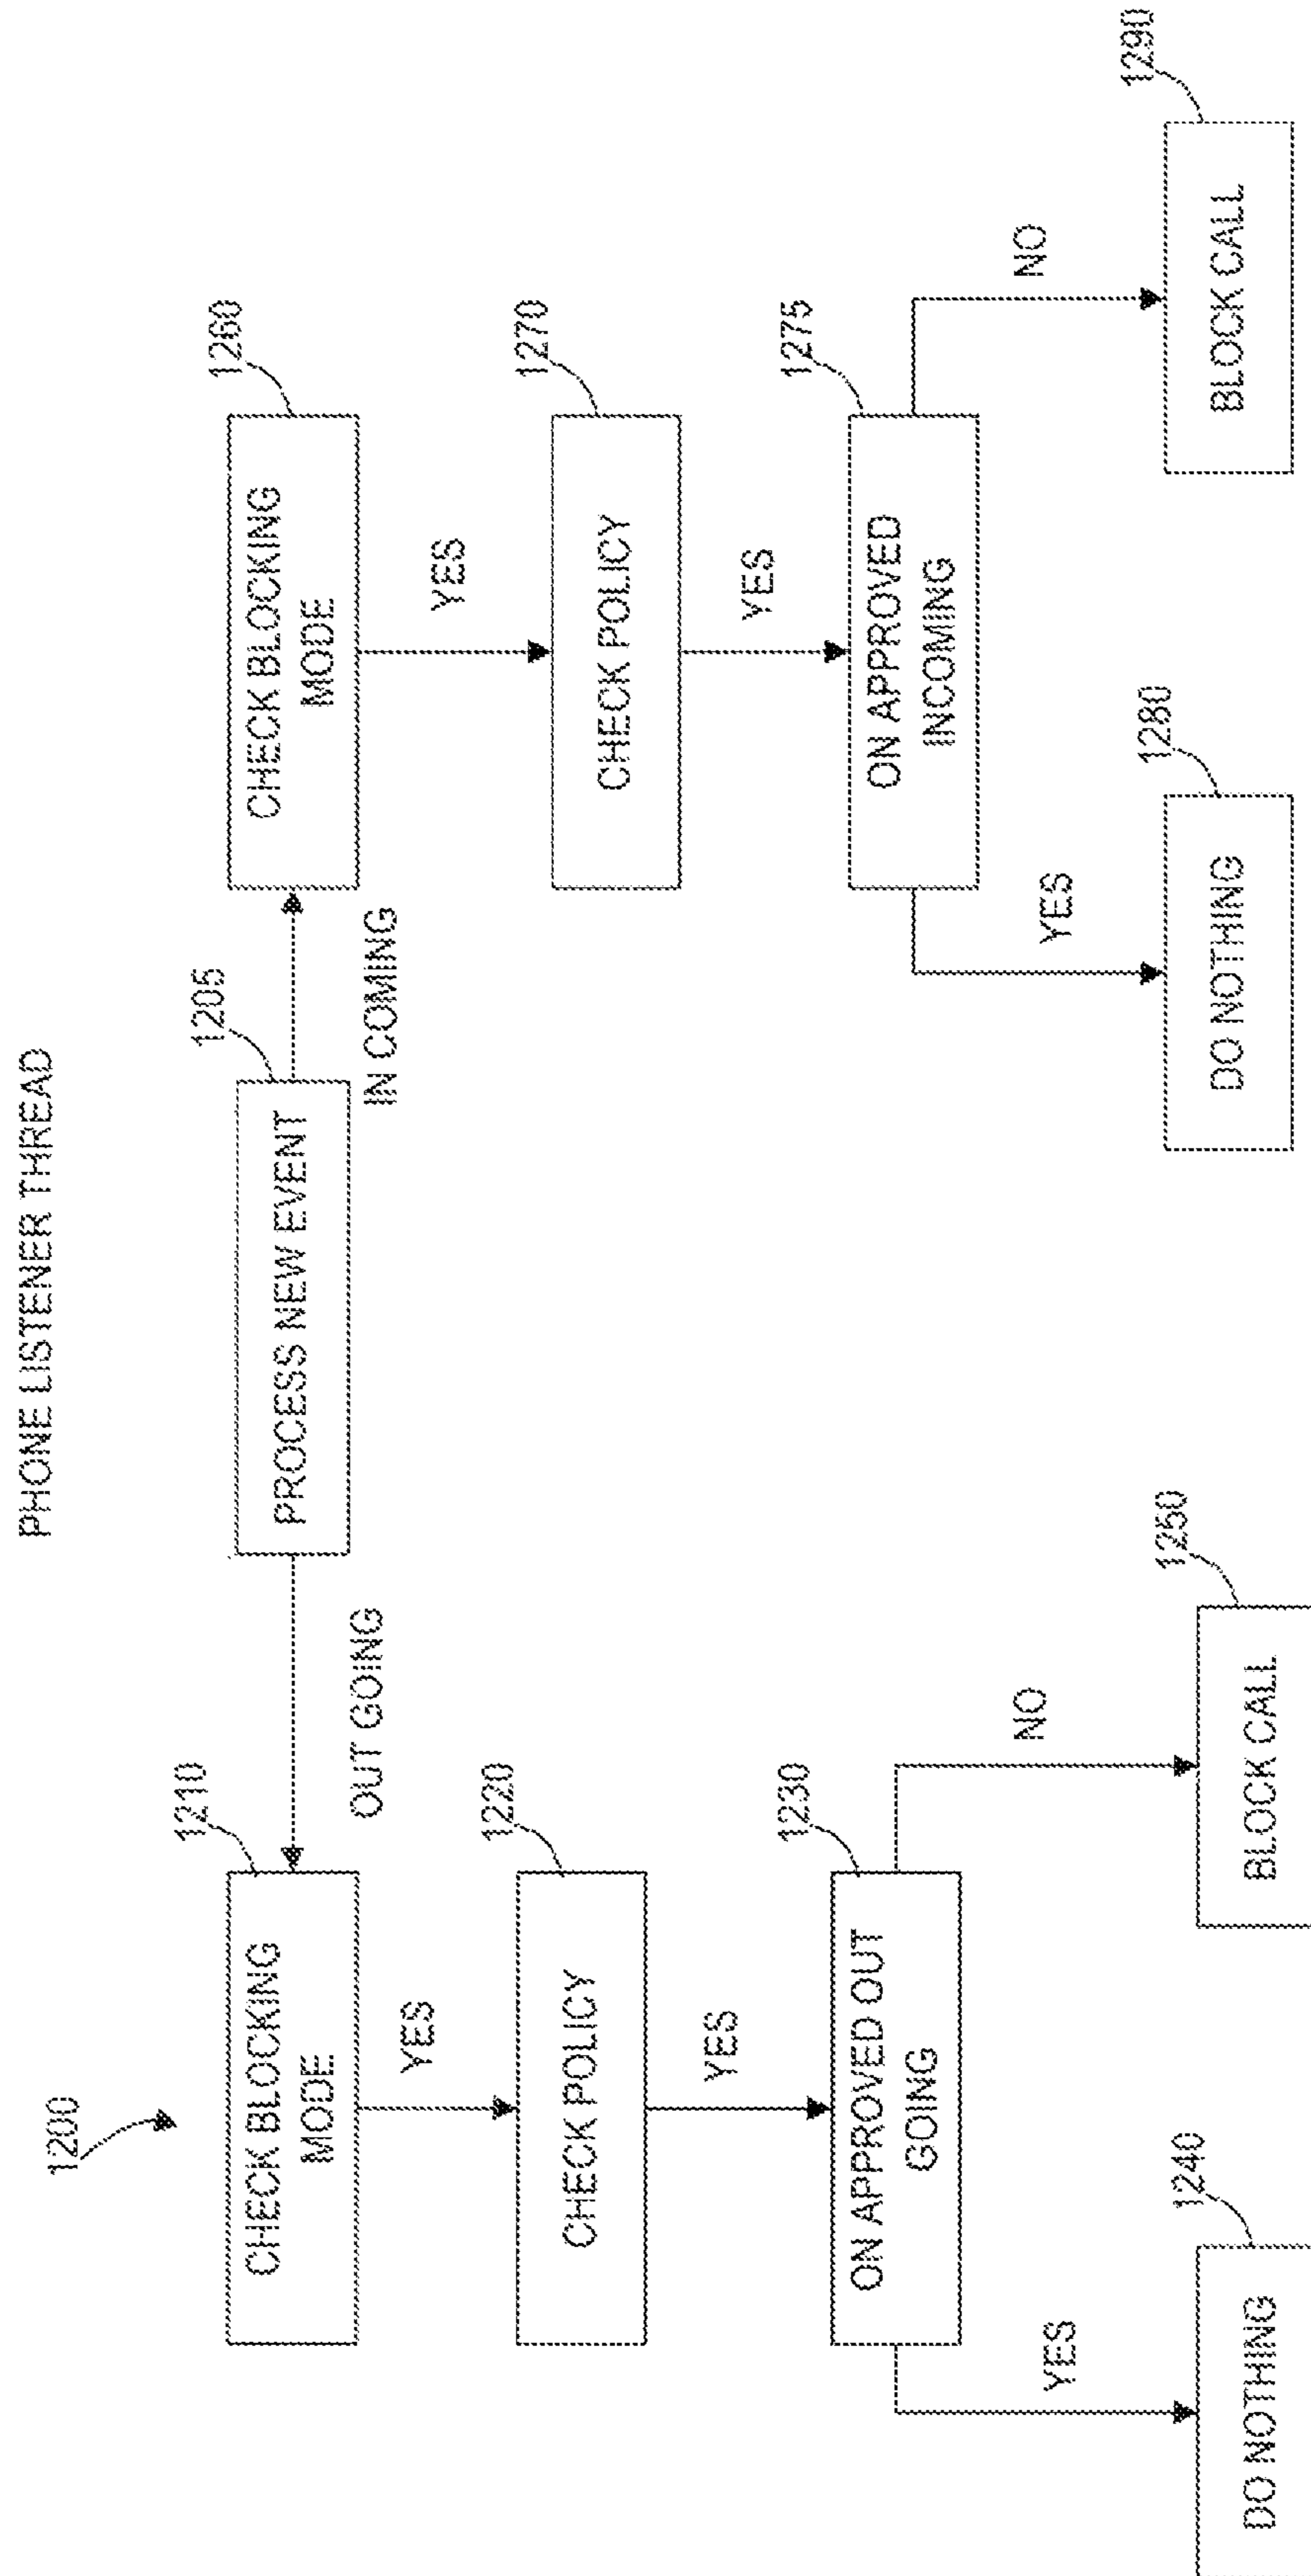 PHONE LISTENER THREAD
1200
1205
PROCESS NEW EVENT
OUT GOING
IN COMING
1210
CHECK BLOCKING
MODE
YES
1220
CHECK POLICY
YES
1230
ON APPROVED OUT
GOING
YES
NO
1240
DO NOTHING
1250
BLOCK CALL
1260
CHECK BLOCKING
MODE
YES
1270
CHECK POLICY
YES
1275
ON APPROVED
INCOMING
YES
NO
1280
DO NOTHING
1290
BLOCK CALL